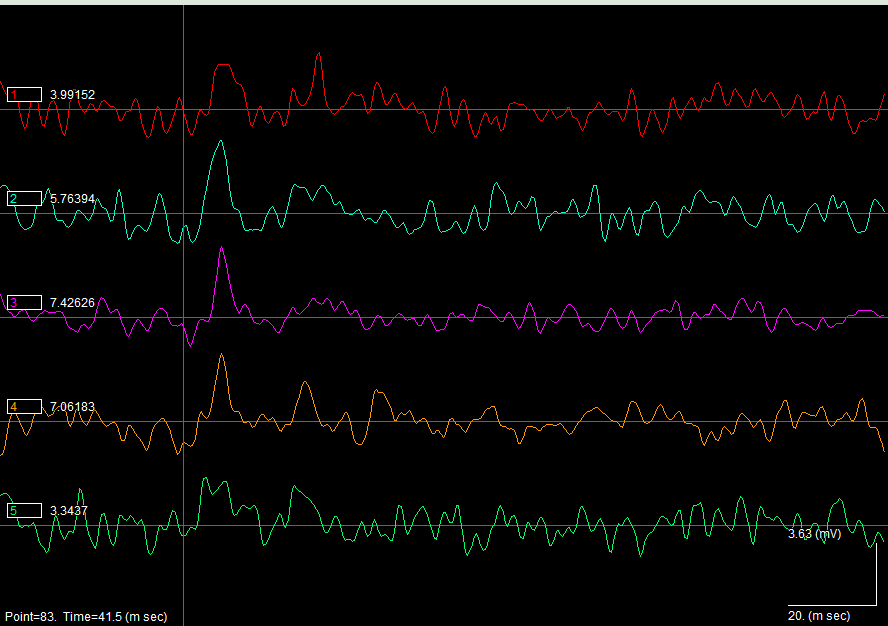 1 3.99152
2 5.76394
3 7.42626
4 7.06183
5 3.3437
3.63 (mV)
Point=83. Time=41.5 (m sec)
20. (m sec)